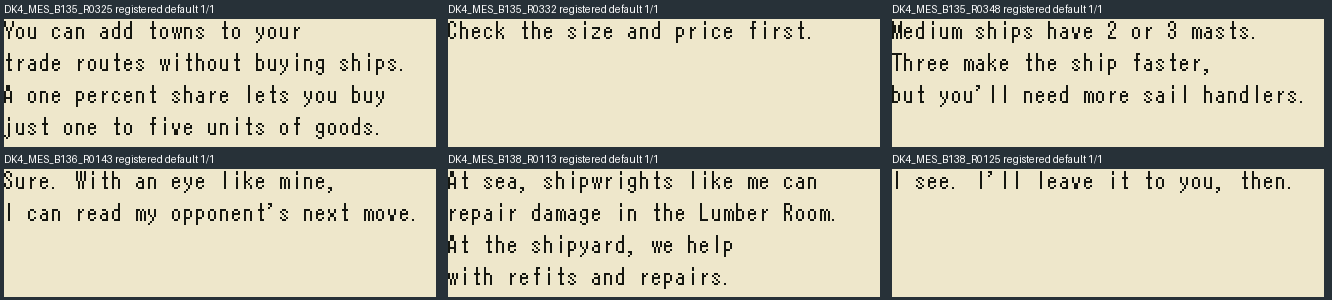 DK4_MES_B135_R0325 registered default 1/1
You can add towns to your
trade routes without buying ships.
A one percent share lets you buy
just one to five units of goods.
DK4_MES_B135_R0332 registered default 1/1
Check the size and price first.
DK4_MES_B135_R0348 registered default 1/1
Medium ships have 2 or 3 masts.
Three make the ship faster,
but you'll need more sail handlers.
DK4_MES_B136_R0143 registered default 1/1
Sure. With an eye like mine,
I can read my opponent's next move.
DK4_MES_B138_R0113 registered default 1/1
At sea, shipwrights like me can
repair damage in the Lumber Room.
At the shipyard, we help
with refits and repairs.
DK4_MES_B138_R0125 registered default 1/1
I see. I'll leave it to you, then.